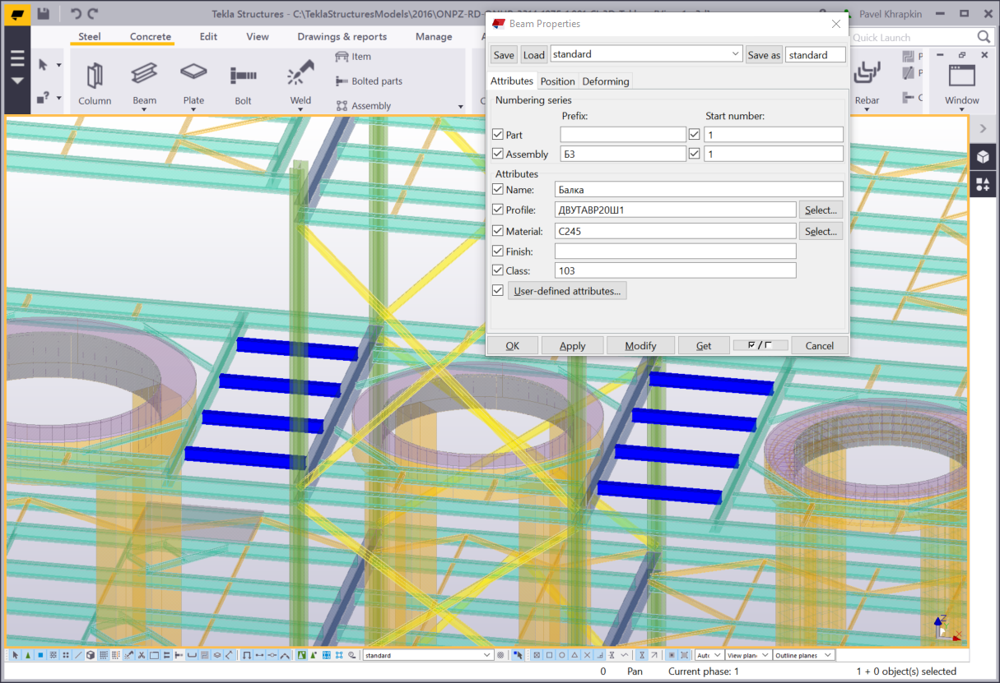 Tekla Structures - C:\TeklaStructuresModels\2016\ONPZ-RD-
Pavel Khrapkin
Steel Concrete Edit View Drawings & reports Manage
Quick Launch
Column Beam Plate Bolt Weld
Item
Bolted parts
Assembly
Rebar
Window
Beam Properties
Save Load standard Save as standard
Attributes Position Deforming
Numbering series
Prefix: Start number:
Part 1
Assembly Б3 1
Attributes
Name: Балка
Profile: ДВУТАВР20Ш1 Select...
Material: C245 Select...
Finish:
Class: 103
User-defined attributes...
OK Apply Modify Get / Cancel
Z
X
standard
Auto View plane Outline planes
0 Pan Current phase: 1 1 + 0 object(s) selected